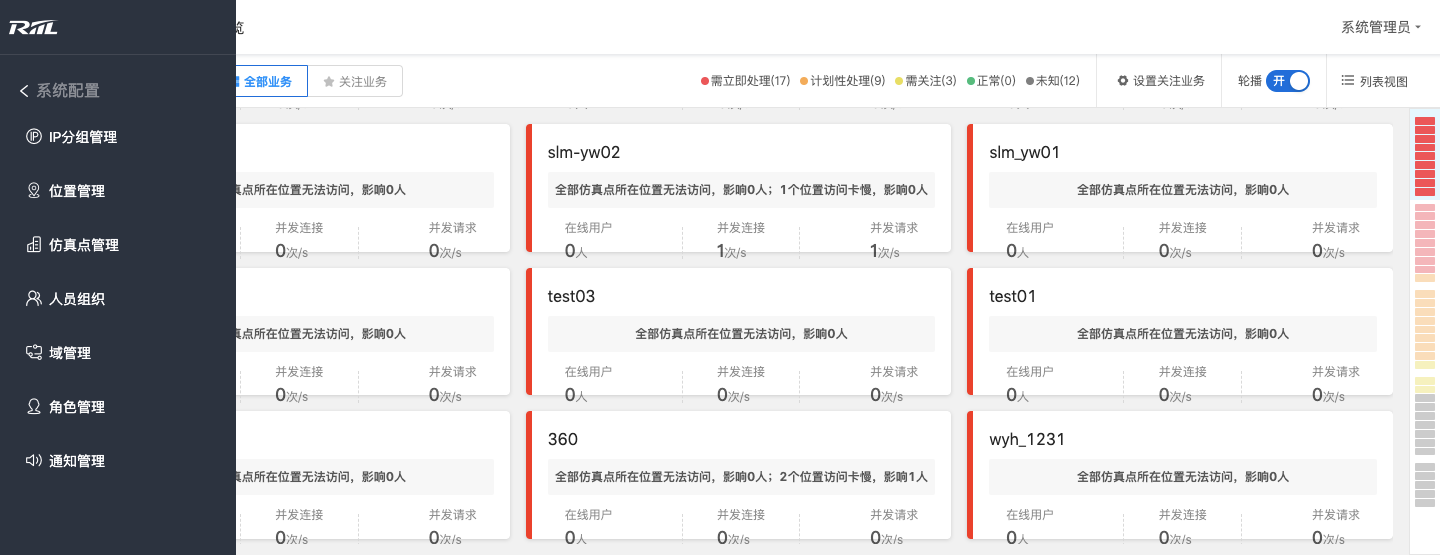 RIIL
览
系统管理员
系统配置
IP分组管理
位置管理
仿真点管理
人员组织
域管理
角色管理
通知管理
全部业务
关注业务
需立即处理(17)
计划性处理(9)
需关注(3)
正常(0)
未知(12)
设置关注业务
轮播
开
列表视图
点所在位置无法访问，影响0人
并发连接
并发请求
0次/s
0次/s
slm-yw02
全部仿真点所在位置无法访问，影响0人；1个位置访问卡慢，影响0人
在线用户
并发连接
并发请求
0人
1次/s
1次/s
slm_yw01
全部仿真点所在位置无法访问，影响0人
在线用户
并发连接
并发请求
0人
0次/s
0次/s
点所在位置无法访问，影响0人
并发连接
并发请求
0次/s
0次/s
test03
全部仿真点所在位置无法访问，影响0人
在线用户
并发连接
并发请求
0人
0次/s
0次/s
test01
全部仿真点所在位置无法访问，影响0人
在线用户
并发连接
并发请求
0人
0次/s
0次/s
点所在位置无法访问，影响0人
并发连接
并发请求
0次/s
0次/s
360
全部仿真点所在位置无法访问，影响0人；2个位置访问卡慢，影响1人
在线用户
并发连接
并发请求
0人
0次/s
0次/s
wyh_1231
全部仿真点所在位置无法访问，影响0人
在线用户
并发连接
并发请求
0人
0次/s
0次/s